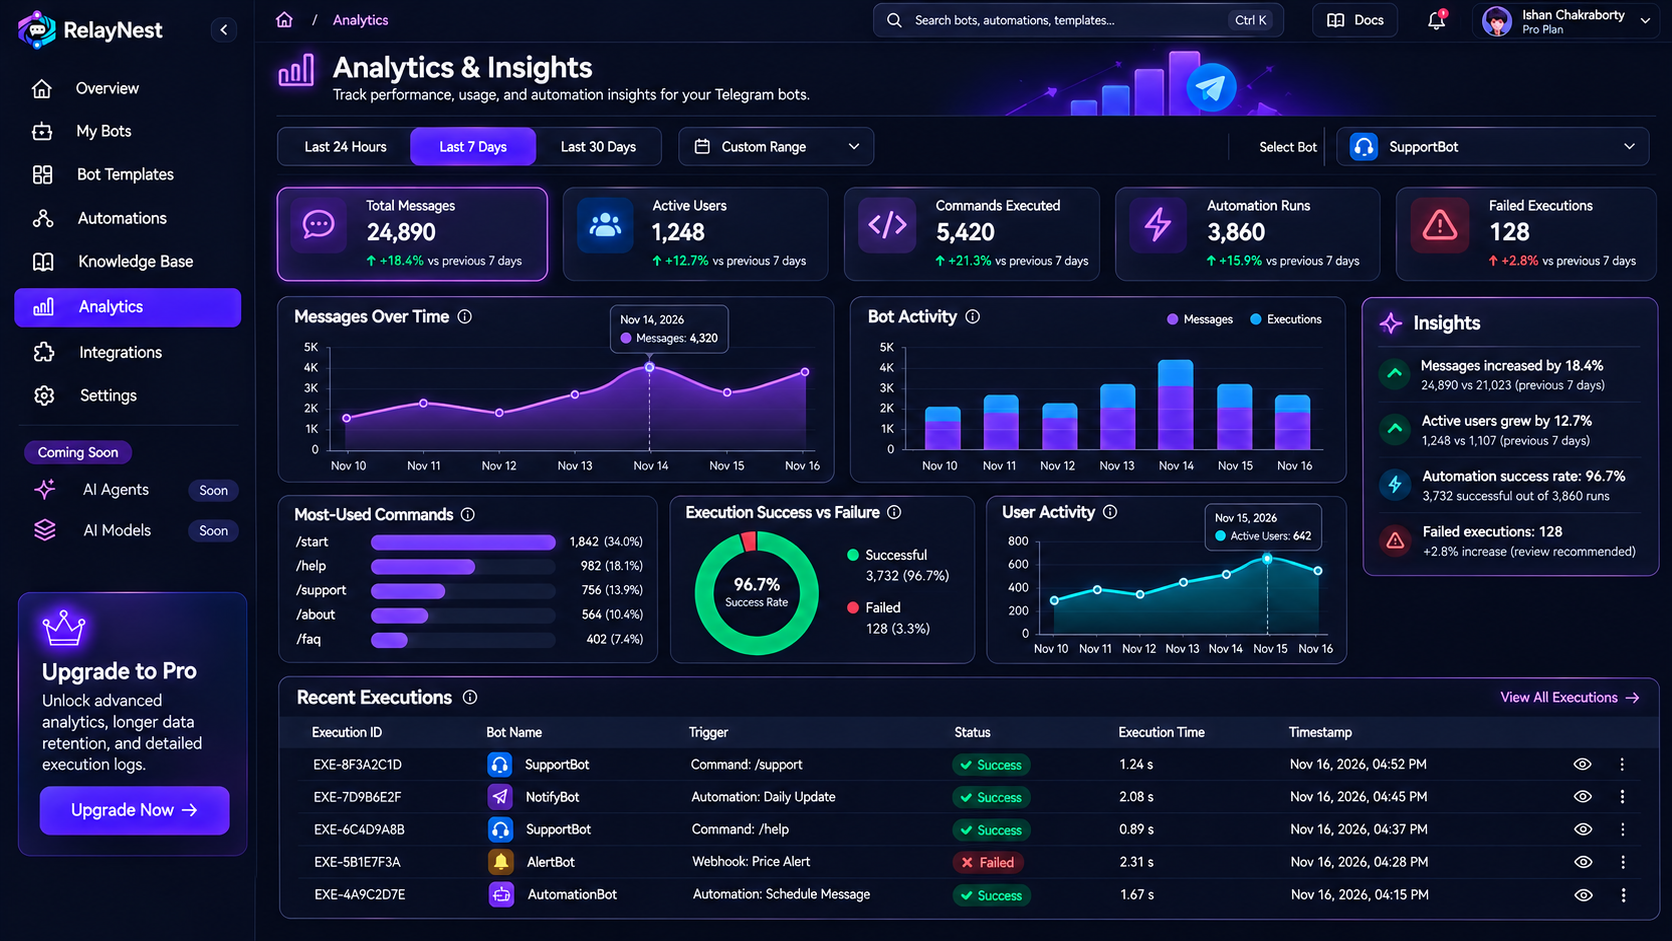 RelayNest
Overview
My Bots
Bot Templates
Automations
Knowledge Base
Analytics
Integrations
Settings
Coming Soon
AI Agents Soon
AI Models Soon
Upgrade to Pro
Unlock advanced
analytics, longer data
retention, and detailed
execution logs.
Upgrade Now →
/ Analytics
Search bots, automations, templates... Ctrl K
Docs
Ishan Chakraborty
Pro Plan
Analytics & Insights
Track performance, usage, and automation insights for your Telegram bots.
Last 24 Hours Last 7 Days Last 30 Days Custom Range
Select Bot SupportBot
Total Messages
24,890
↑ +18.4% vs previous 7 days
Active Users
1,248
↑ +12.7% vs previous 7 days
Commands Executed
5,420
↑ +21.3% vs previous 7 days
Automation Runs
3,860
↑ +15.9% vs previous 7 days
Failed Executions
128
↑ +2.8% vs previous 7 days
Messages Over Time
Nov 14, 2026
Messages: 4,320
5K
4K
3K
2K
1K
0
Nov 10 Nov 11 Nov 12 Nov 13 Nov 14 Nov 15 Nov 16
Bot Activity
Messages Executions
5K
4K
3K
2K
1K
0
Nov 10 Nov 11 Nov 12 Nov 13 Nov 14 Nov 15 Nov 16
Insights
Messages increased by 18.4%
24,890 vs 21,023 (previous 7 days)
Active users grew by 12.7%
1,248 vs 1,107 (previous 7 days)
Automation success rate: 96.7%
3,732 successful out of 3,860 runs
Failed executions: 128
+2.8% increase (review recommended)
Most-Used Commands
/start 1,842 (34.0%)
/help 982 (18.1%)
/support 756 (13.9%)
/about 564 (10.4%)
/faq 402 (7.4%)
Execution Success vs Failure
96.7%
Success Rate
Successful
3,732 (96.7%)
Failed
128 (3.3%)
User Activity
Nov 15, 2026
Active Users: 642
800
600
400
200
0
Nov 10 Nov 11 Nov 12 Nov 13 Nov 14 Nov 15 Nov 16
Recent Executions
View All Executions →
Execution ID Bot Name Trigger Status Execution Time Timestamp
EXE-8F3A2C1D SupportBot Command: /support Success 1.24 s Nov 16, 2026, 04:52 PM
EXE-7D9B6E2F NotifyBot Automation: Daily Update Success 2.08 s Nov 16, 2026, 04:45 PM
EXE-6C4D9A8B SupportBot Command: /help Success 0.89 s Nov 16, 2026, 04:37 PM
EXE-5B1E7F3A AlertBot Webhook: Price Alert Failed 2.31 s Nov 16, 2026, 04:28 PM
EXE-4A9C2D7E AutomationBot Automation: Schedule Message Success 1.67 s Nov 16, 2026, 04:15 PM